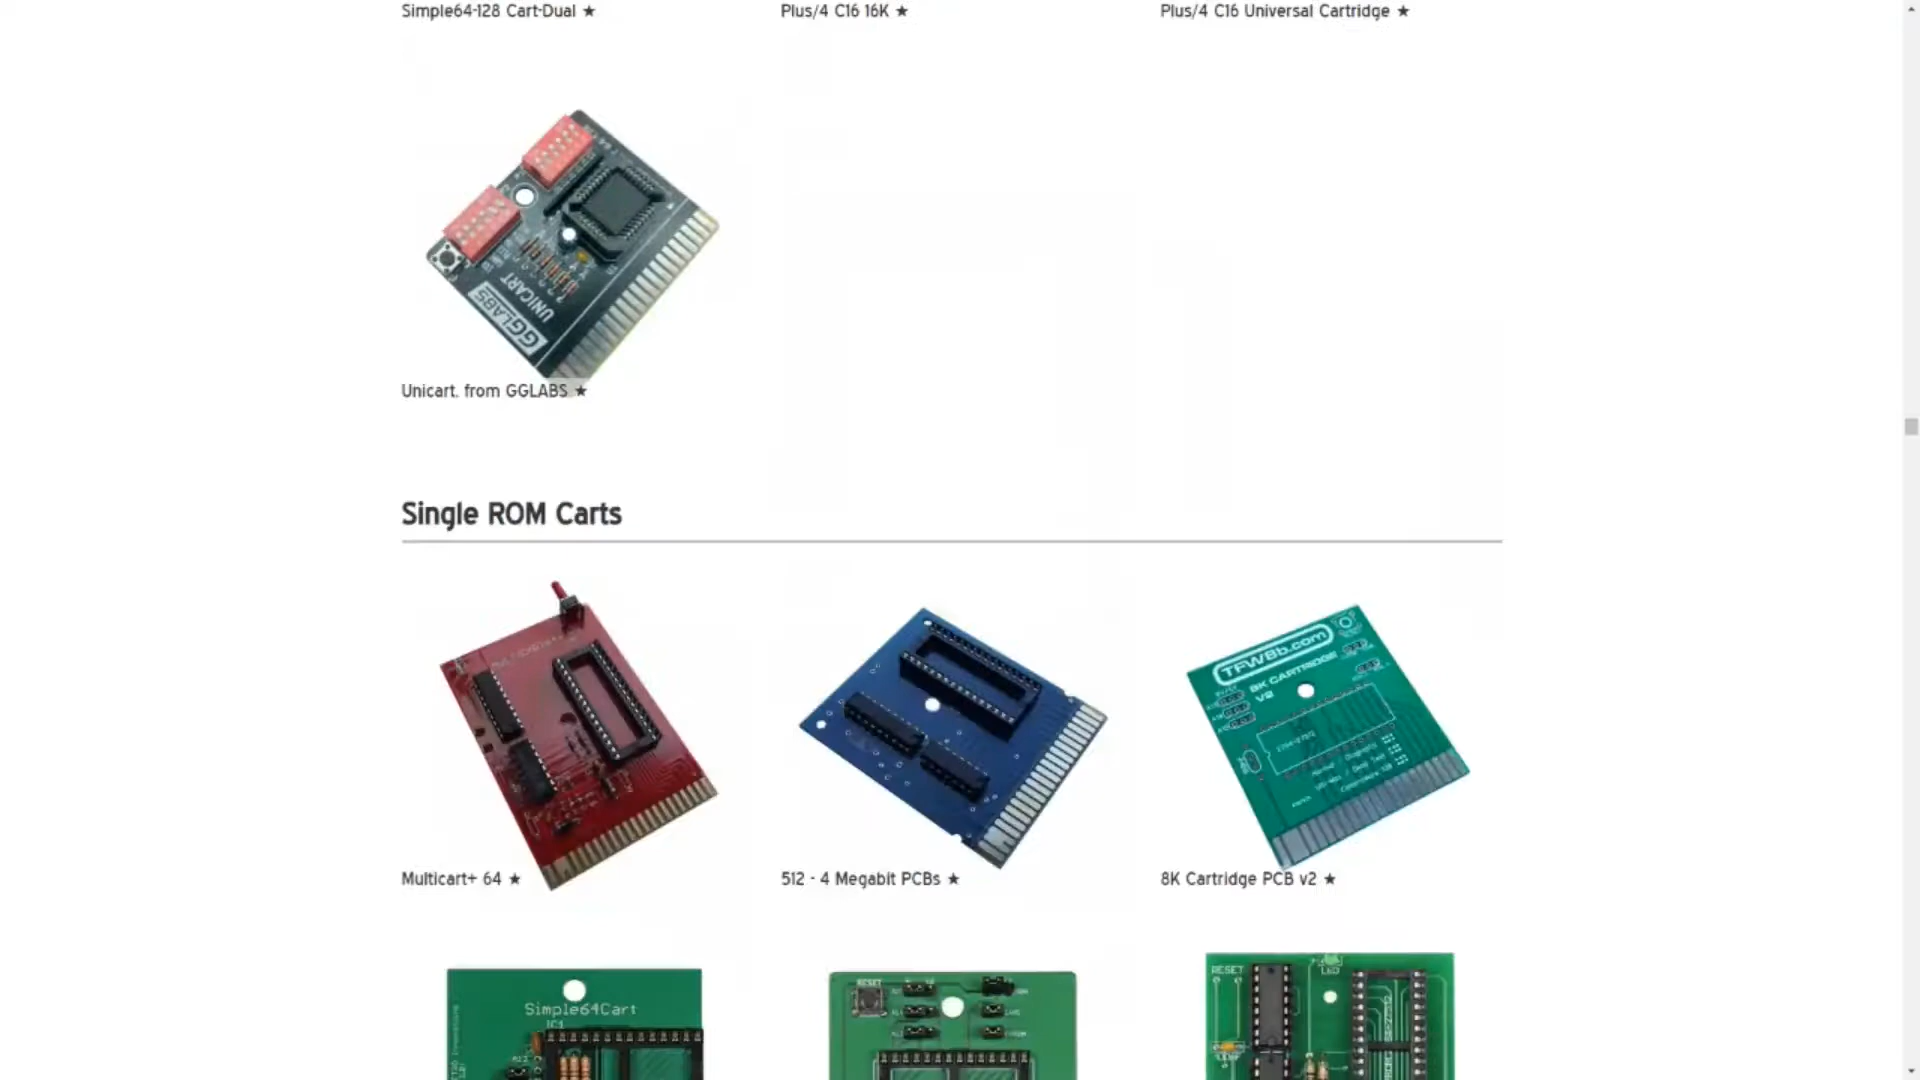 Simple64-128 Cart-Dual ★
Plus/4 C16 16K ★
Plus/4 C16 Universal Cartridge ★
UNICART
GGLABS
Unicart. from GGLABS ★
Single ROM Carts
TFW8b.com
8K CARTRIDGE
V2
Multicart+ 64 ★
512 - 4 Megabit PCBs ★
8K Cartridge PCB v2 ★
Simple64Cart
IC1
RESET
RESET
LED